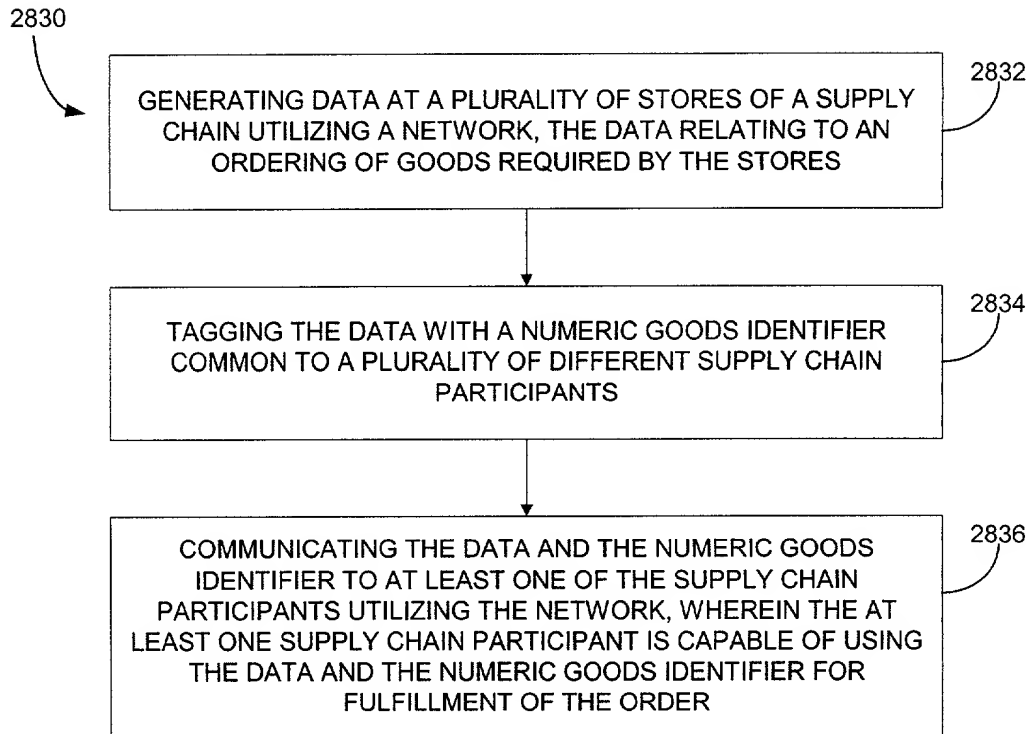 2830
2832
GENERATING DATA AT A PLURALITY OF STORES OF A SUPPLY
CHAIN UTILIZING A NETWORK, THE DATA RELATING TO AN
ORDERING OF GOODS REQUIRED BY THE STORES
2834
TAGGING THE DATA WITH A NUMERIC GOODS IDENTIFIER
COMMON TO A PLURALITY OF DIFFERENT SUPPLY CHAIN
PARTICIPANTS
2836
COMMUNICATING THE DATA AND THE NUMERIC GOODS
IDENTIFIER TO AT LEAST ONE OF THE SUPPLY CHAIN
PARTICIPANTS UTILIZING THE NETWORK, WHEREIN THE AT
LEAST ONE SUPPLY CHAIN PARTICIPANT IS CAPABLE OF USING
THE DATA AND THE NUMERIC GOODS IDENTIFIER FOR
FULFILLMENT OF THE ORDER